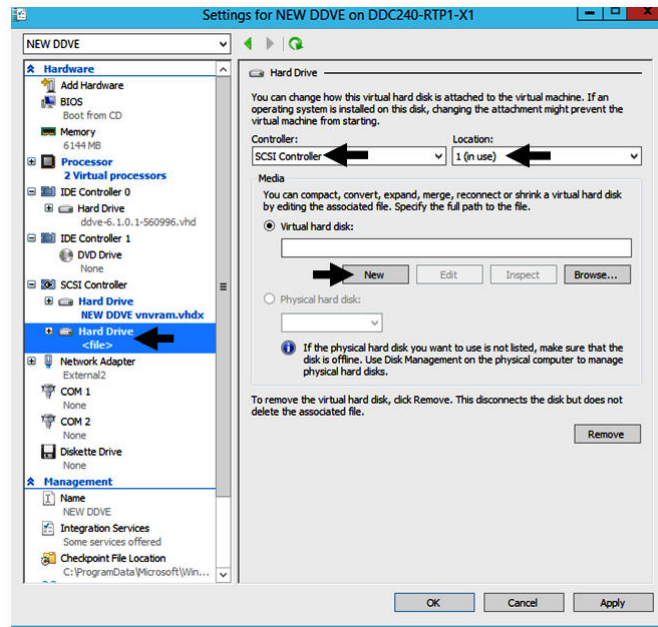 Settings for NEW DDVE on DDC240-RTP1-X1
NEW DDVE
Hardware
Add Hardware
BIOS
Boot from CD
Memory
6144 MB
Processor
2 Virtual processors
IDE Controller 0
Hard Drive
ddve-6.1.0.1-560996.vhd
IDE Controller 1
DVD Drive
None
SCSI Controller
Hard Drive
NEW DDVE vnvram.vhdx
Hard Drive
<file>
Network Adapter
External2
COM 1
None
COM 2
None
Diskette Drive
None
Management
Name
NEW DDVE
Integration Services
Some services offered
Checkpoint File Location
C:\ProgramData\Microsoft\Win...
Hard Drive
You can change how this virtual hard disk is attached to the virtual machine. If an
operating system is installed on this disk, changing the attachment might prevent the
virtual machine from starting.
Controller:
Location:
SCSI Controller
1 (in use)
Media
You can compact, convert, expand, merge, reconnect or shrink a virtual hard disk
by editing the associated file. Specify the full path to the file.
Virtual hard disk:
New
Edit
Inspect
Browse...
Physical hard disk:
If the physical hard disk you want to use is not listed, make sure that the
disk is offline. Use Disk Management on the physical computer to manage
physical hard disks.
To remove the virtual hard disk, click Remove. This disconnects the disk but does not
delete the associated file.
Remove
OK
Cancel
Apply